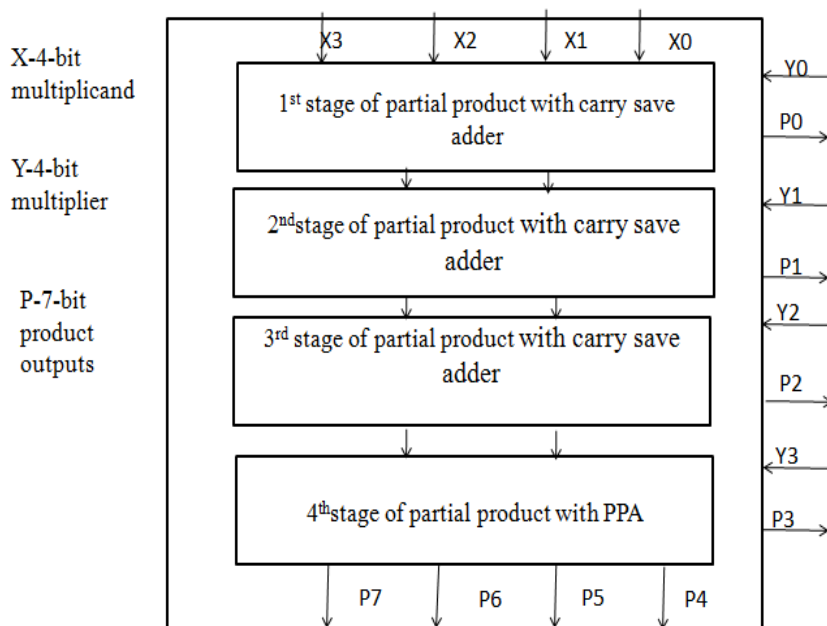 X-4-bit
multiplicand
Y-4-bit
multiplier
P-7-bit
product
outputs
X3 X2 X1 X0
1st stage of partial product with carry save
adder
Y0
P0
2ndstage of partial product with carry save
adder
Y1
P1
3rd stage of partial product with carry save
adder
Y2
P2
4thstage of partial product with PPA
Y3
P3
P7 P6 P5 P4